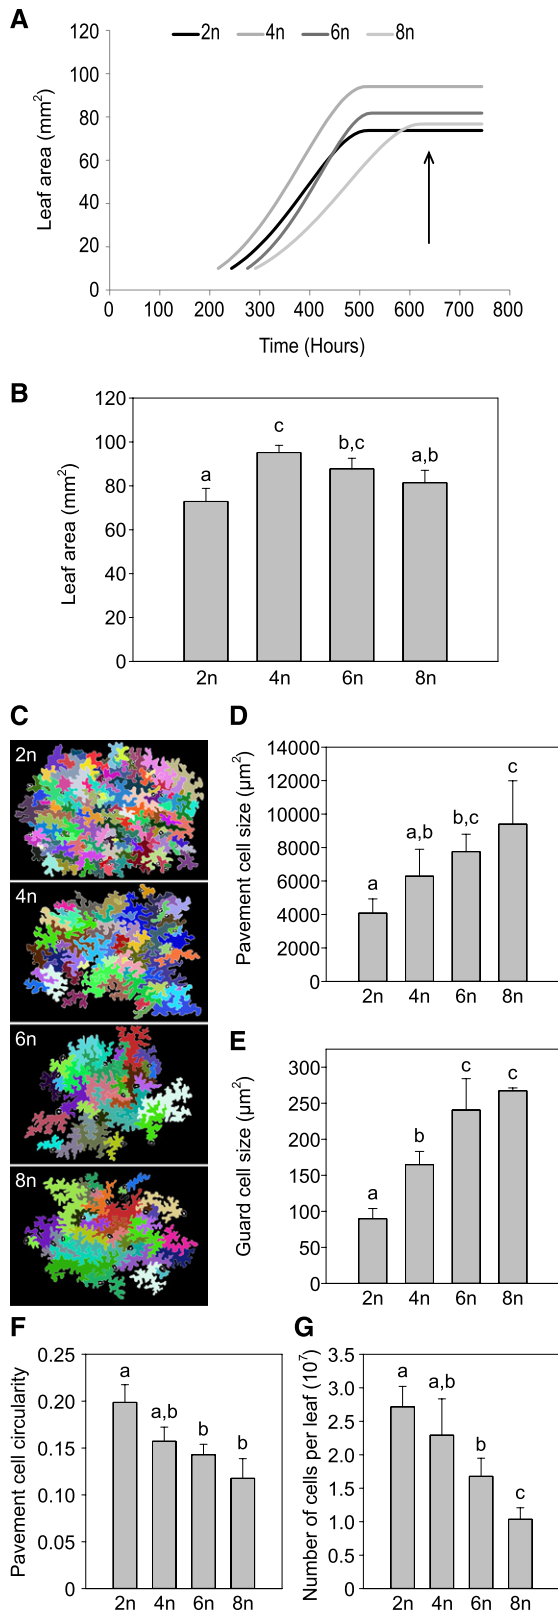 A
2n 4n 6n 8n
Leaf area (mm²)
120
100
80
60
40
20
0
0 100 200 300 400 500 600 700 800
Time (Hours)
B
Leaf area (mm²)
120
100
80
60
40
20
0
a c b,c a,b
2n 4n 6n 8n
C
2n
4n
6n
8n
D
Pavement cell size (µm²)
14000
12000
10000
8000
6000
4000
2000
0
a a,b b,c c
2n 4n 6n 8n
E
Guard cell size (µm²)
300
250
200
150
100
50
0
a b c c
2n 4n 6n 8n
F
Pavement cell circularity
0.25
0.20
0.15
0.10
0.05
0
a a,b b b
2n 4n 6n 8n
G
Number of cells per leaf (10⁷)
3.5
3.0
2.5
2.0
1.5
1.0
0.5
0
a a,b b c
2n 4n 6n 8n